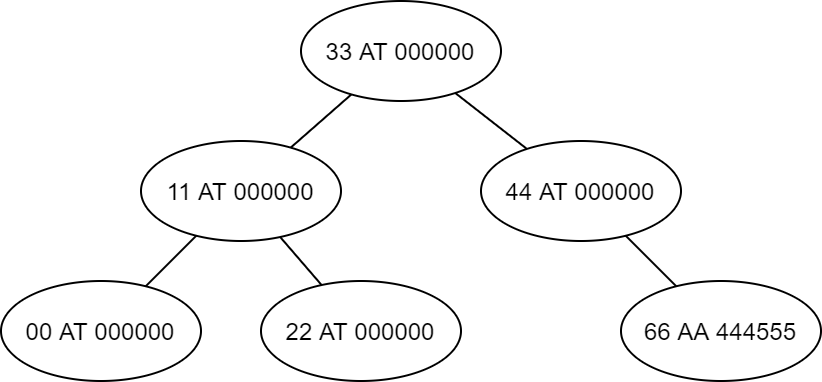 33 AT 000000
11 AT 000000
44 AT 000000
00 AT 000000
22 AT 000000
66 AA 444555